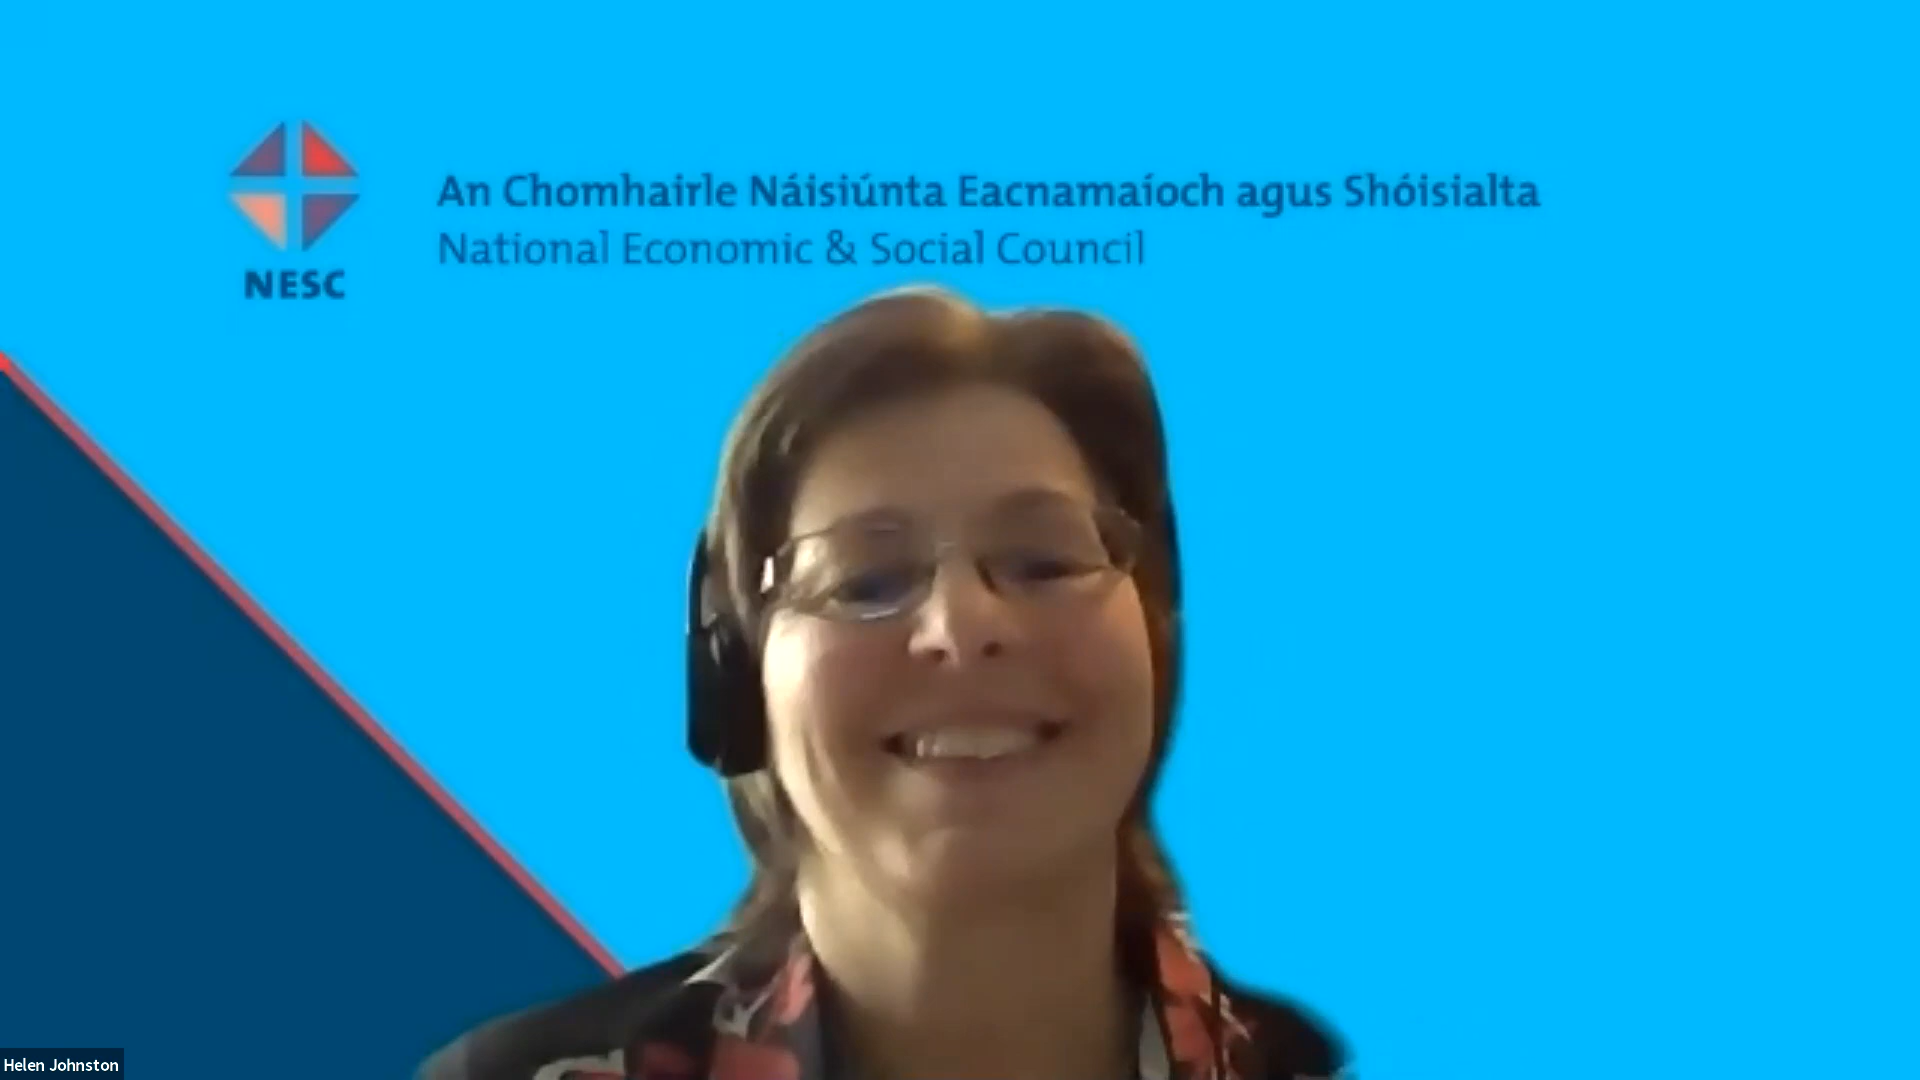 An Chomhairle Náisiúnta Eacnamaíoch agus Shóisialta
National Economic & Social Council
NESC
Helen Johnston